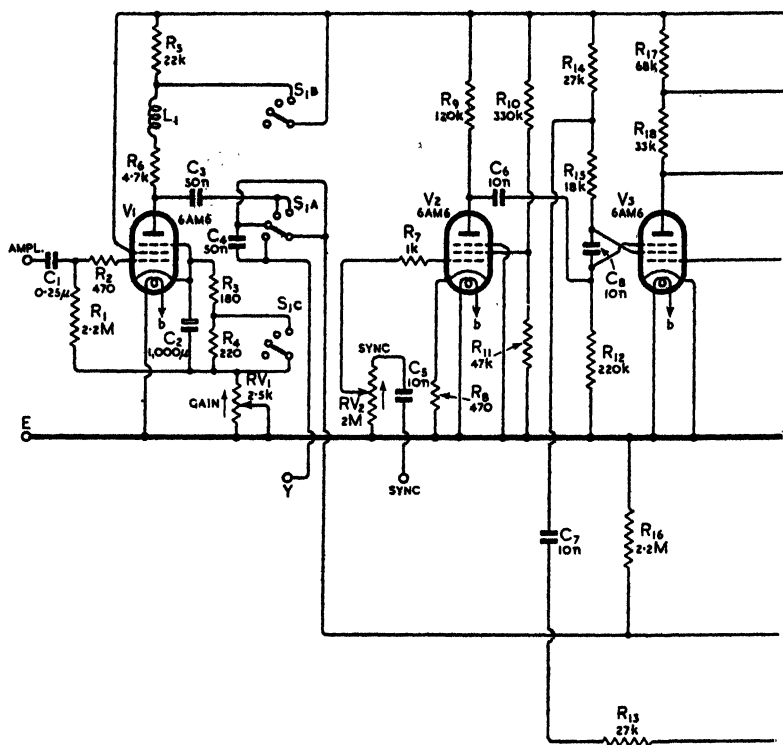 R5
22k
L1
R6
4.7k
S1B
C3
50n
S1A
C4
50n
V1
6AM6
AMPL.
C1
0.25μ
R2
470
R1
2.2M
b
C2
1,000μ
R3
180
R4
220
S1C
RV1
2.5k
GAIN
E
Y
R9
120k
R10
330k
C6
10n
V2
6AM6
R7
1k
b
SYNC
RV2
2M
C5
10n
R8
470
R11
47k
SYNC
R14
27k
R15
18k
R17
68k
R18
33k
V3
6AM6
C8
10n
b
R12
220k
C7
10n
R16
2.2M
R13
27k